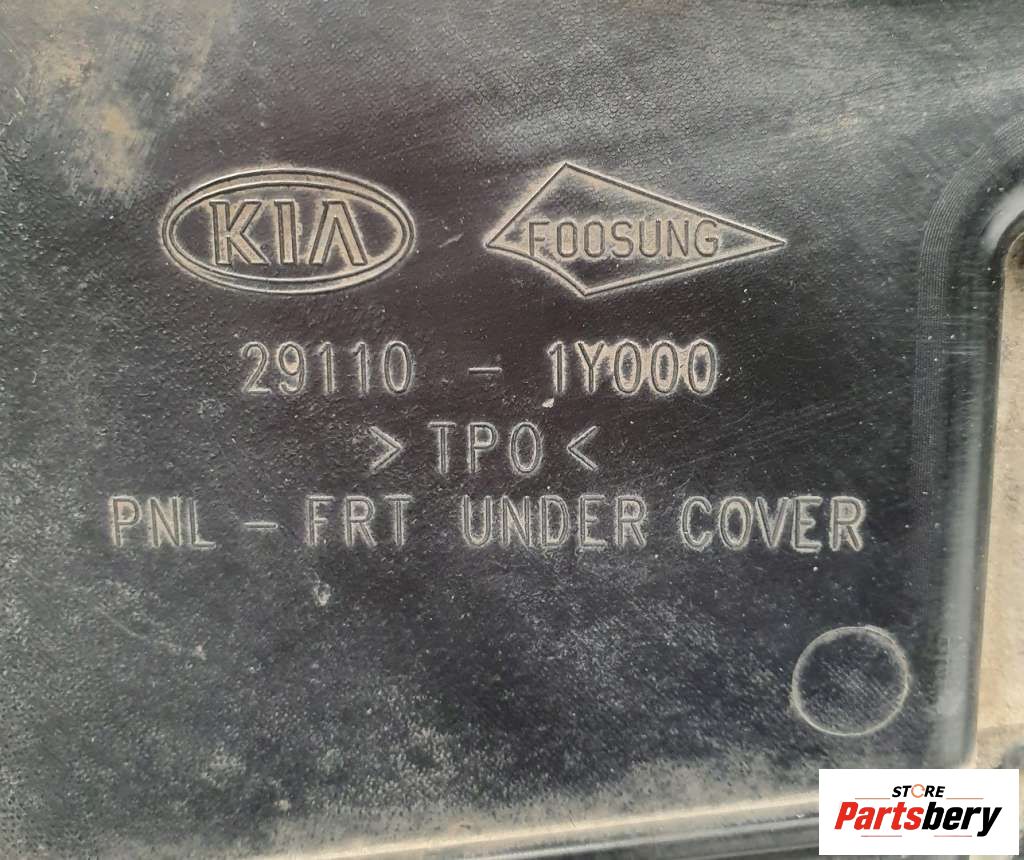 KIA FOOSUNG
29110 - 1Y000
>TPO<
PNL - FRT UNDER COVER
STORE
Partsbery